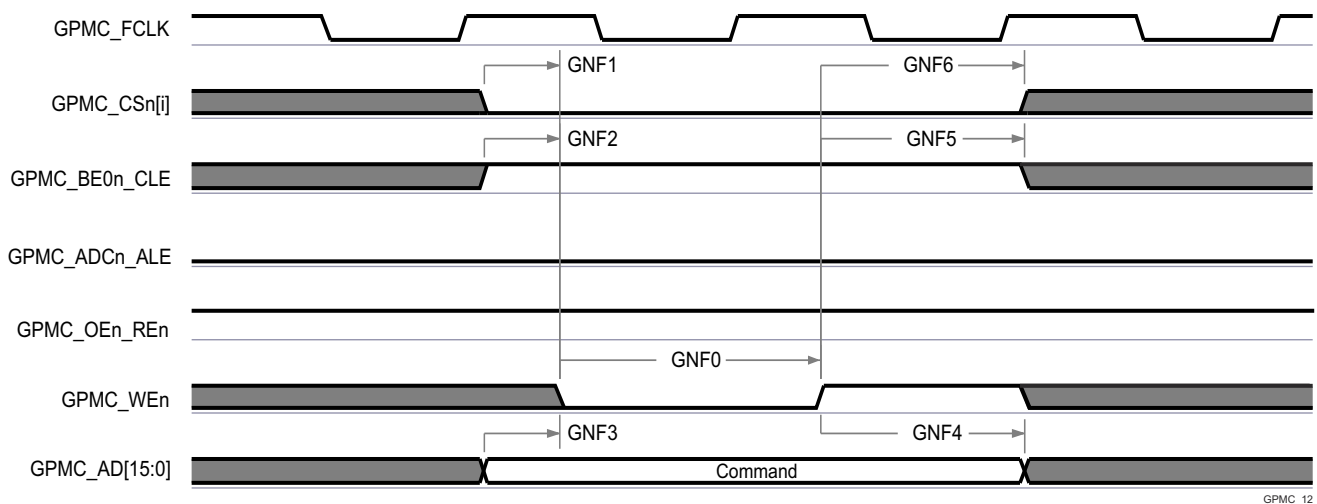 GPMC_FCLK
GNF1
GNF6
GPMC_CSn[i]
GNF2
GNF5
GPMC_BE0n_CLE
GPMC_ADCn_ALE
GPMC_OEn_REn
GNF0
GPMC_WEn
GNF3
GNF4
GPMC_AD[15:0]
Command
GPMC_12